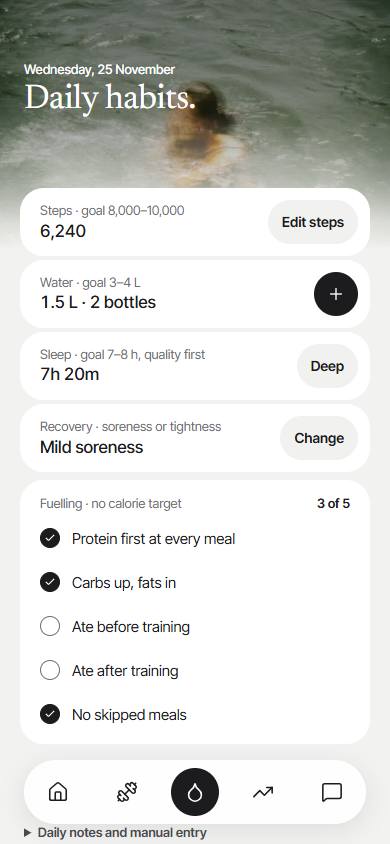 Wednesday, 25 November
Daily habits.
Steps · goal 8,000–10,000
6,240
Edit steps
Water · goal 3–4 L
1.5 L · 2 bottles
Sleep · goal 7–8 h, quality first
7h 20m
Deep
Recovery · soreness or tightness
Mild soreness
Change
Fuelling · no calorie target
3 of 5
Protein first at every meal
Carbs up, fats in
Ate before training
Ate after training
No skipped meals
Daily notes and manual entry